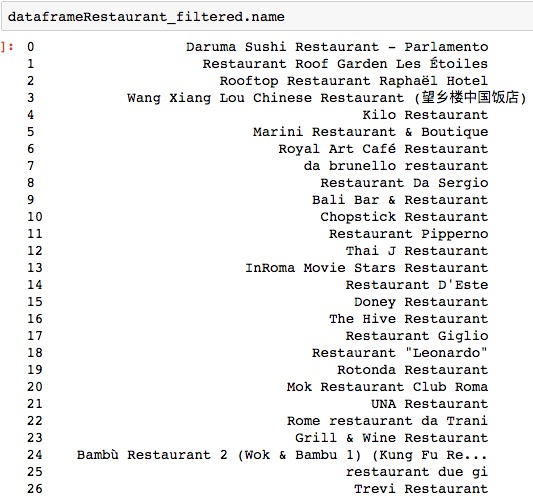 dataframeRestaurant_filtered.name
]: 0 Daruma Sushi Restaurant - Parlamento
1 Restaurant Roof Garden Les Étoiles
2 Rooftop Restaurant Raphaël Hotel
3 Wang Xiang Lou Chinese Restaurant (望乡楼中国饭店)
4 Kilo Restaurant
5 Marini Restaurant & Boutique
6 Royal Art Café Restaurant
7 da brunello restaurant
8 Restaurant Da Sergio
9 Bali Bar & Restaurant
10 Chopstick Restaurant
11 Restaurant Pipperno
12 Thai J Restaurant
13 InRoma Movie Stars Restaurant
14 Restaurant D'Este
15 Doney Restaurant
16 The Hive Restaurant
17 Restaurant Giglio
18 Restaurant "Leonardo"
19 Rotonda Restaurant
20 Mok Restaurant Club Roma
21 UNA Restaurant
22 Rome restaurant da Trani
23 Grill & Wine Restaurant
24 Bambù Restaurant 2 (Wok & Bambu 1) (Kung Fu Re...
25 restaurant due gi
26 Trevi Restaurant